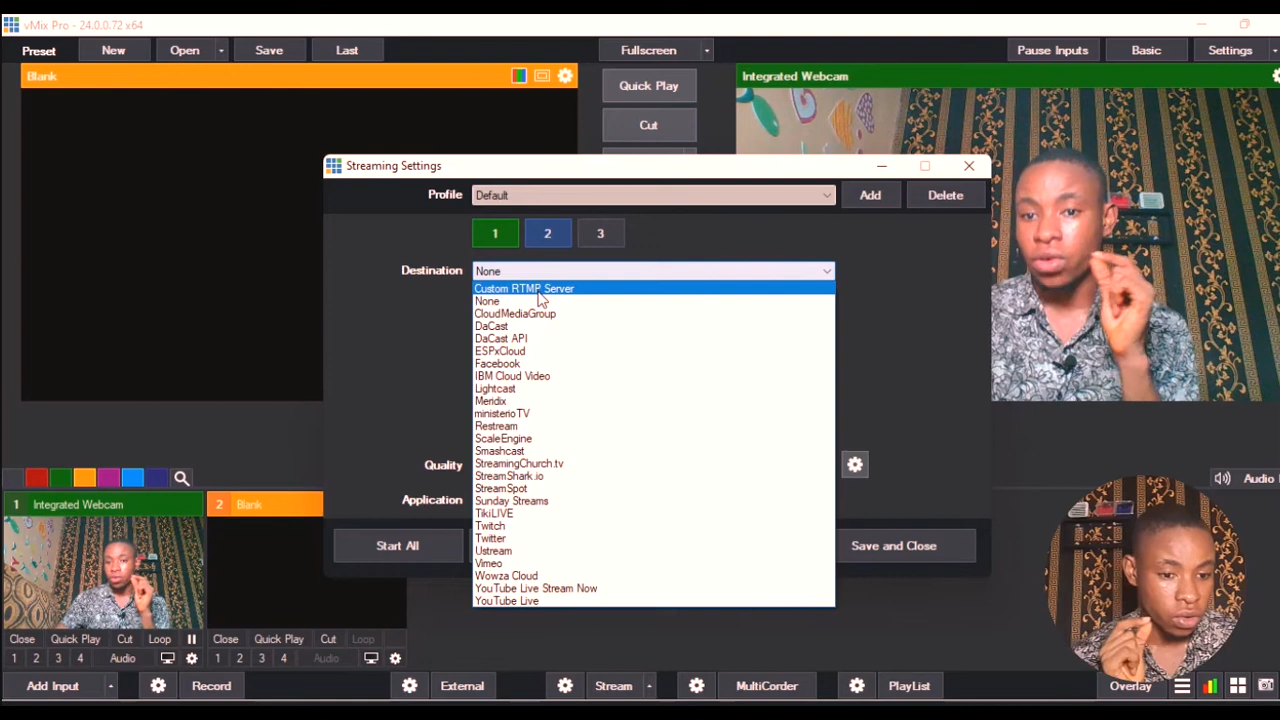 vMix Pro - 24.0.0.72 x64
Preset New Open Save Last Fullscreen Pause Inputs Basic Settings
Blank
Quick Play
Cut
Integrated Webcam
Streaming Settings
Profile Default Add Delete
1 2 3
Destination None
Custom RTMP Server
None
CloudMediaGroup
DaCast
DaCast API
ESPxCloud
Facebook
IBM Cloud Video
Lightcast
Meridix
ministerioTV
Restream
ScaleEngine
Smashcast
StreamingChurch.tv
StreamShark.io
StreamSpot
Sunday Streams
TikiLIVE
Twitch
Twitter
Ustream
Vimeo
Wowza Cloud
YouTube Live Stream Now
YouTube Live
Quality
Application
Start All Save and Close
Audio
1 Integrated Webcam 2 Blank
Close Quick Play Cut Loop Close Quick Play Cut Loop
1 2 3 4 Audio 1 2 3 4 Audio
Add Input Record External Stream MultiCorder PlayList Overlay